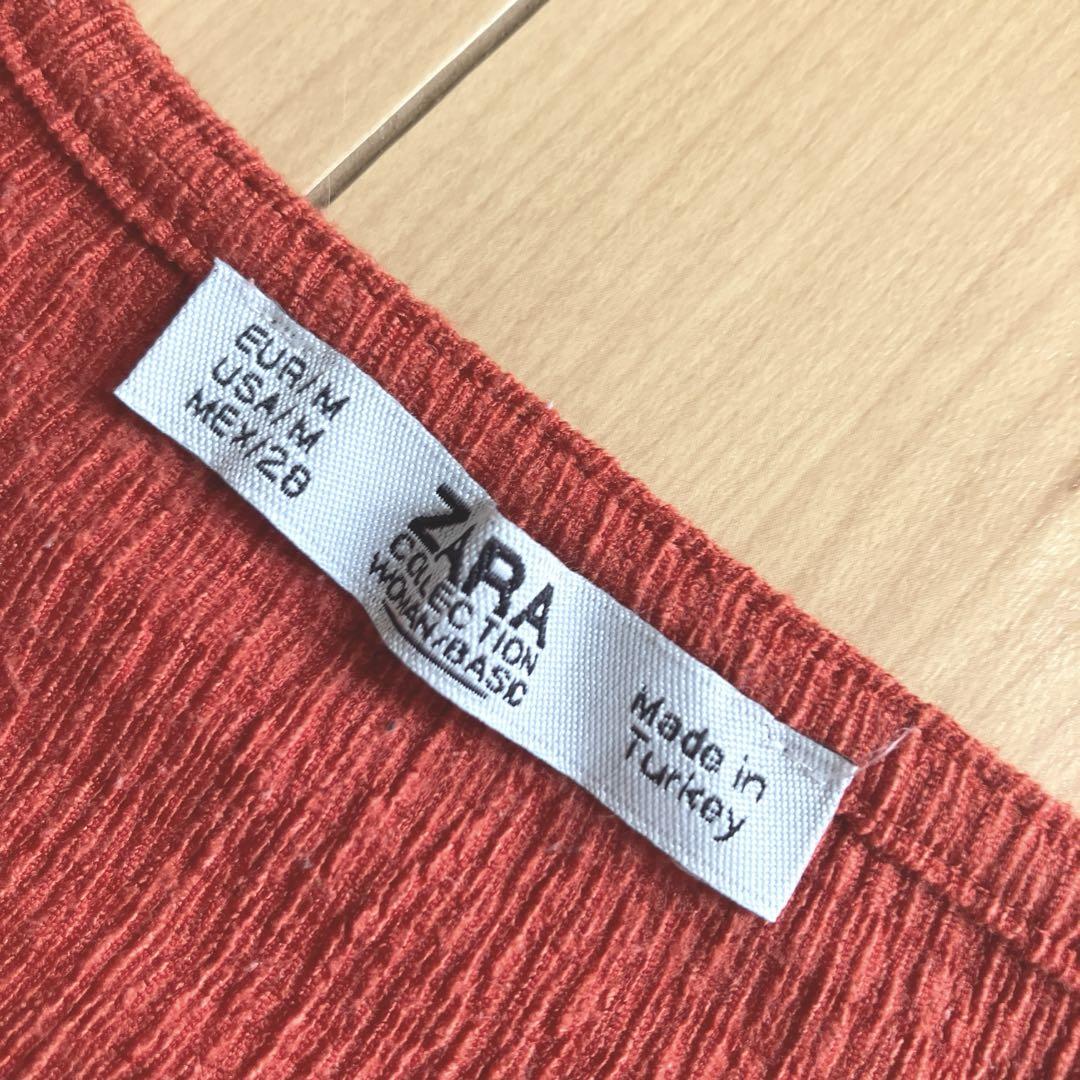 EUR/M
USA/M
MEX/28
ZARA
COLLECTION
WOMAN/BASIC
Made in
Turkey